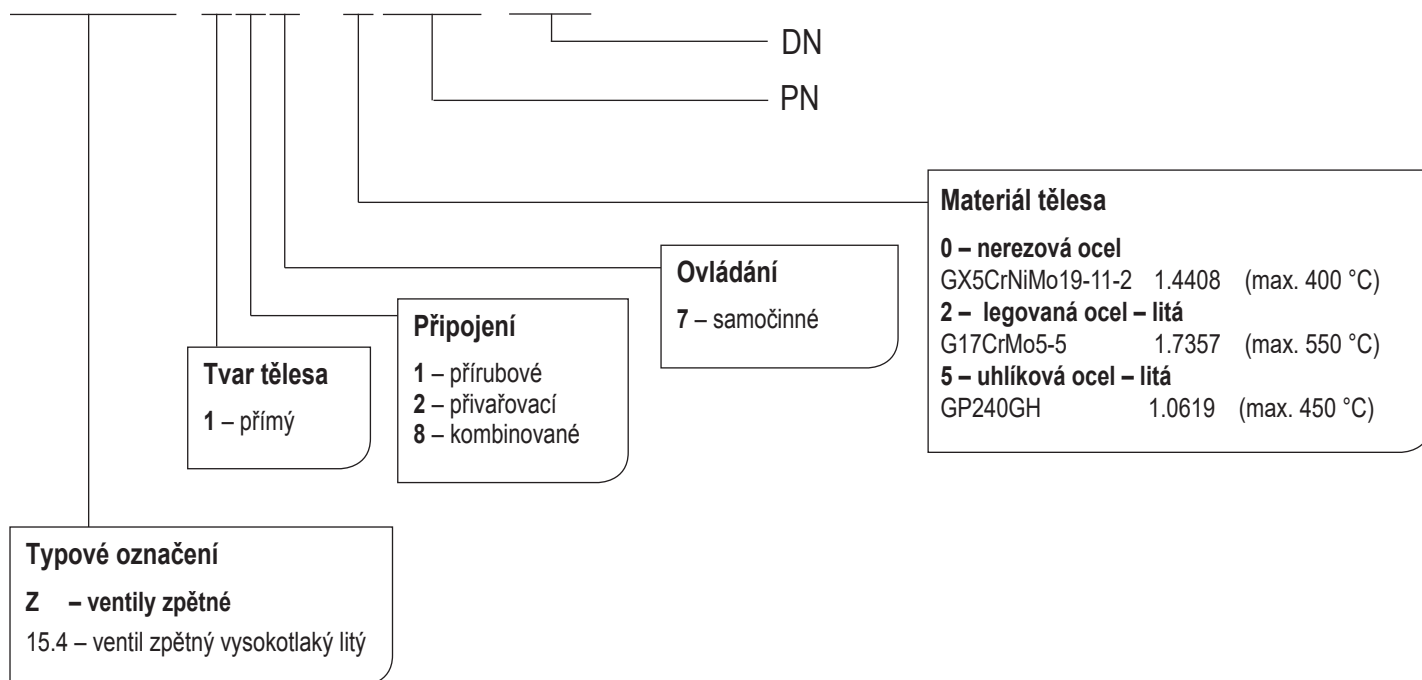 DN
PN
Materiál tělesa
0 – nerezová ocel
GX5CrNiMo19-11-2 1.4408 (max. 400 °C)
2 – legovaná ocel – litá
G17CrMo5-5 1.7357 (max. 550 °C)
5 – uhlíková ocel – litá
GP240GH 1.0619 (max. 450 °C)
Ovládání
7 – samočinné
Připojení
1 – přírubové
2 – přivařovací
8 – kombinované
Tvar tělesa
1 – přímý
Typové označení
Z – ventily zpětné
15.4 – ventil zpětný vysokotlaký litý